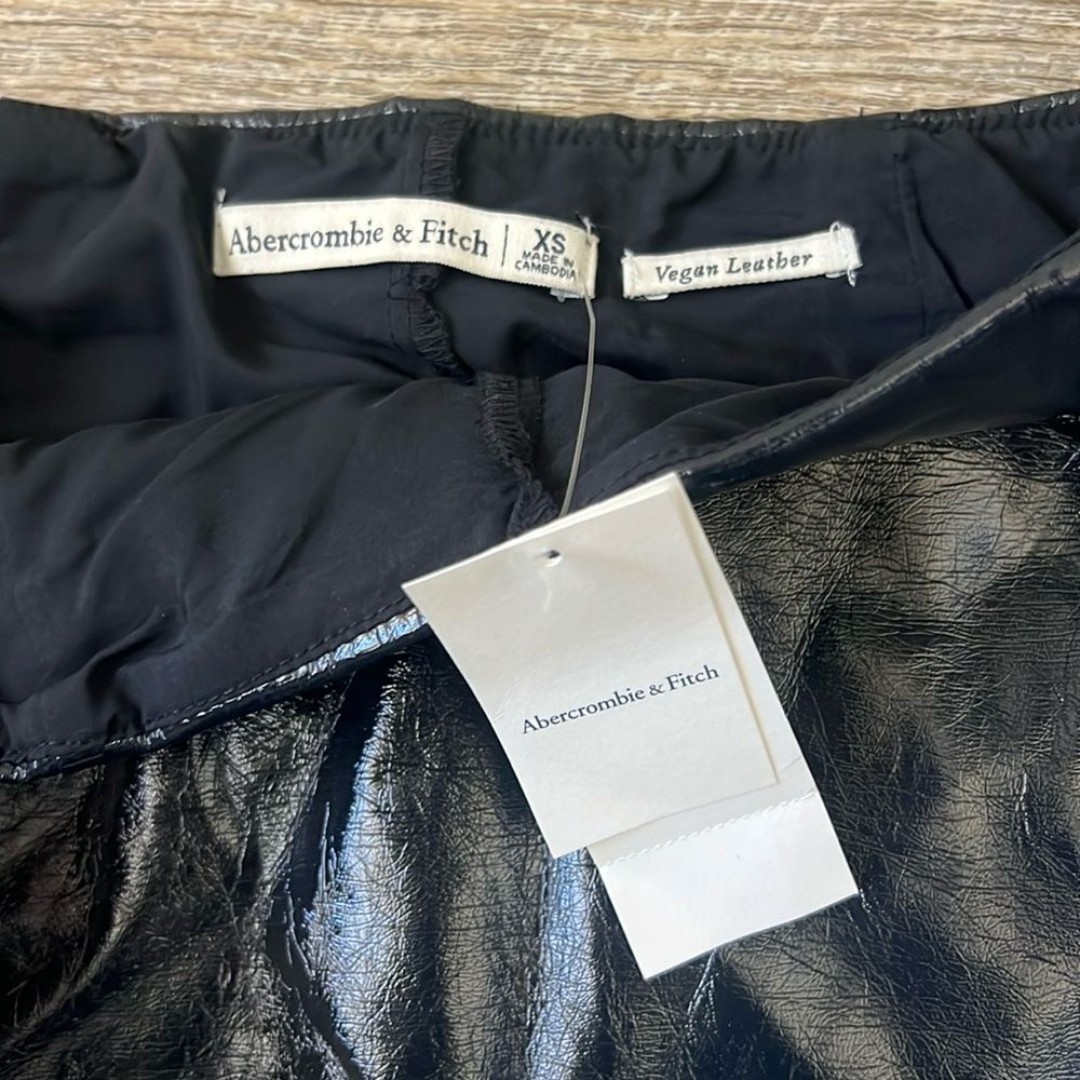 Abercrombie & Fitch | XS
MADE IN
CAMBODIA
Vegan Leather
Abercrombie & Fitch